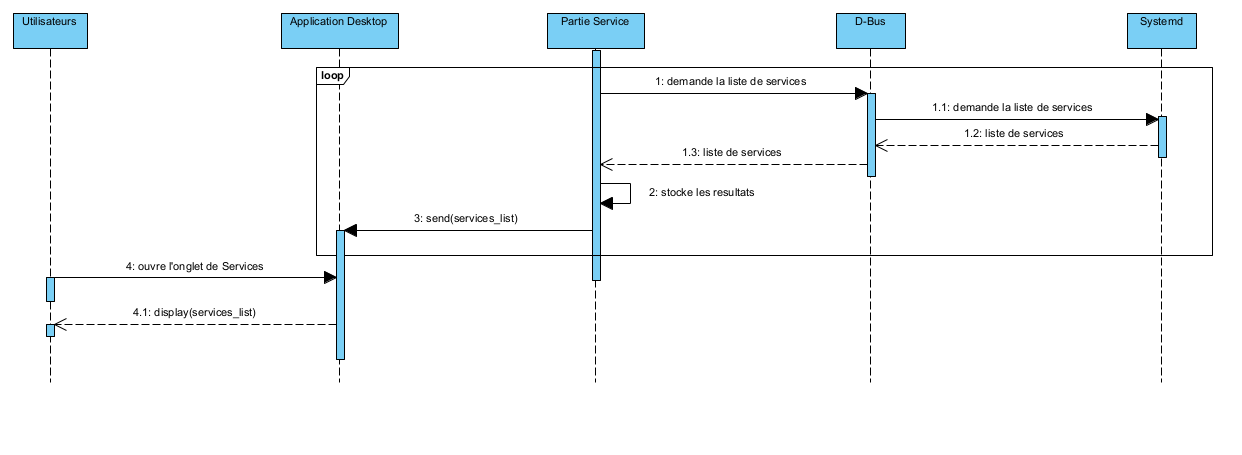 Utilisateurs
Application Desktop
Partie Service
D-Bus
Systemd
loop
1: demande la liste de services
1.1: demande la liste de services
1.2: liste de services
1.3: liste de services
2: stocke les resultats
3: send(services_list)
4: ouvre l'onglet de Services
4.1: display(services_list)